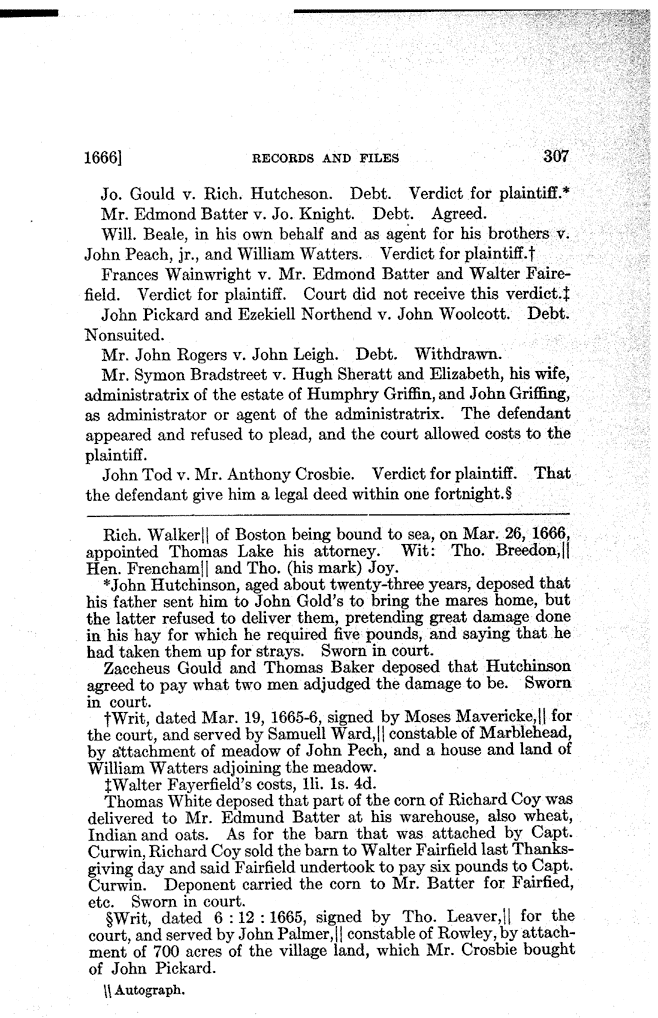 1666] RECORDS AND FILES 307
Jo. Gould v. Rich. Hutcheson. Debt. Verdict for plaintiff.*
Mr. Edmond Batter v. Jo. Knight. Debt. Agreed.
Will. Beale, in his own behalf and as agent for his brothers v.
John Peach, jr., and William Watters. Verdict for plaintiff.†
Frances Wainwright v. Mr. Edmond Batter and Walter Faire-
field. Verdict for plaintiff. Court did not receive this verdict.‡
John Pickard and Ezekiell Northend v. John Woolcott. Debt.
Nonsuited.
Mr. John Rogers v. John Leigh. Debt. Withdrawn.
Mr. Symon Bradstreet v. Hugh Sheratt and Elizabeth, his wife,
administratrix of the estate of Humphry Griffin, and John Griffing,
as administrator or agent of the administratrix. The defendant
appeared and refused to plead, and the court allowed costs to the
plaintiff.
John Tod v. Mr. Anthony Crosbie. Verdict for plaintiff. That
the defendant give him a legal deed within one fortnight.§
Rich. Walker|| of Boston being bound to sea, on Mar. 26, 1666,
appointed Thomas Lake his attorney. Wit: Tho. Breedon,||
Hen. Frencham|| and Tho. (his mark) Joy.
*John Hutchinson, aged about twenty-three years, deposed that
his father sent him to John Gold's to bring the mares home, but
the latter refused to deliver them, pretending great damage done
in his hay for which he required five pounds, and saying that he
had taken them up for strays. Sworn in court.
Zaccheus Gould and Thomas Baker deposed that Hutchinson
agreed to pay what two men adjudged the damage to be. Sworn
in court.
†Writ, dated Mar. 19, 1665-6, signed by Moses Mavericke,|| for
the court, and served by Samuell Ward,|| constable of Marblehead,
by attachment of meadow of John Pech, and a house and land of
William Watters adjoining the meadow.
‡Walter Fayerfield's costs, 1li. 1s. 4d.
Thomas White deposed that part of the corn of Richard Coy was
delivered to Mr. Edmund Batter at his warehouse, also wheat,
Indian and oats. As for the barn that was attached by Capt.
Curwin, Richard Coy sold the barn to Walter Fairfield last Thanks-
giving day and said Fairfield undertook to pay six pounds to Capt.
Curwin. Deponent carried the corn to Mr. Batter for Fairfied,
etc. Sworn in court.
§Writ, dated 6 : 12 : 1665, signed by Tho. Leaver,|| for the
court, and served by John Palmer,|| constable of Rowley, by attach-
ment of 700 acres of the village land, which Mr. Crosbie bought
of John Pickard.
|| Autograph.